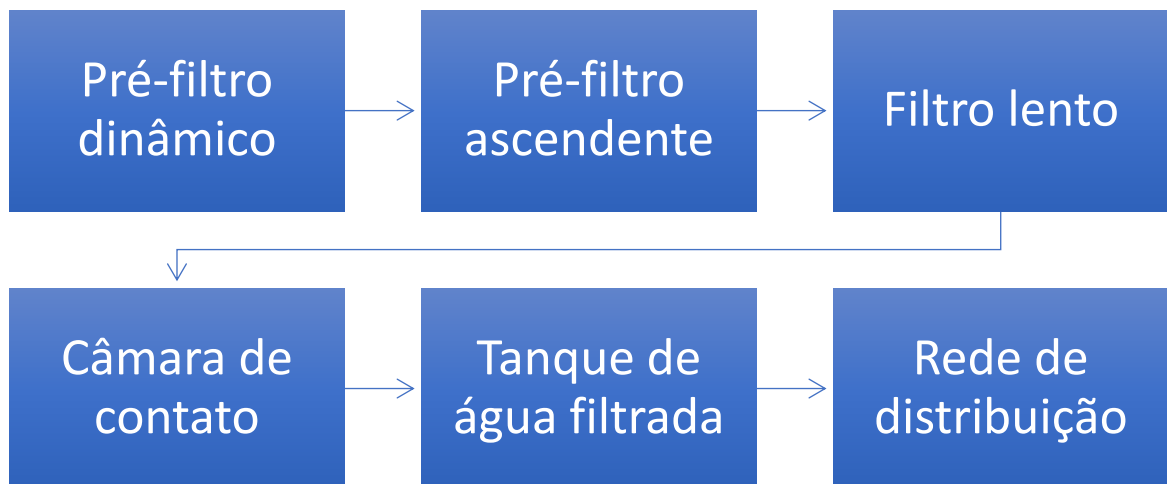 Pré-filtro
dinâmico
Pré-filtro
ascendente
Filtro lento
Câmara de
contato
Tanque de
água filtrada
Rede de
distribuição